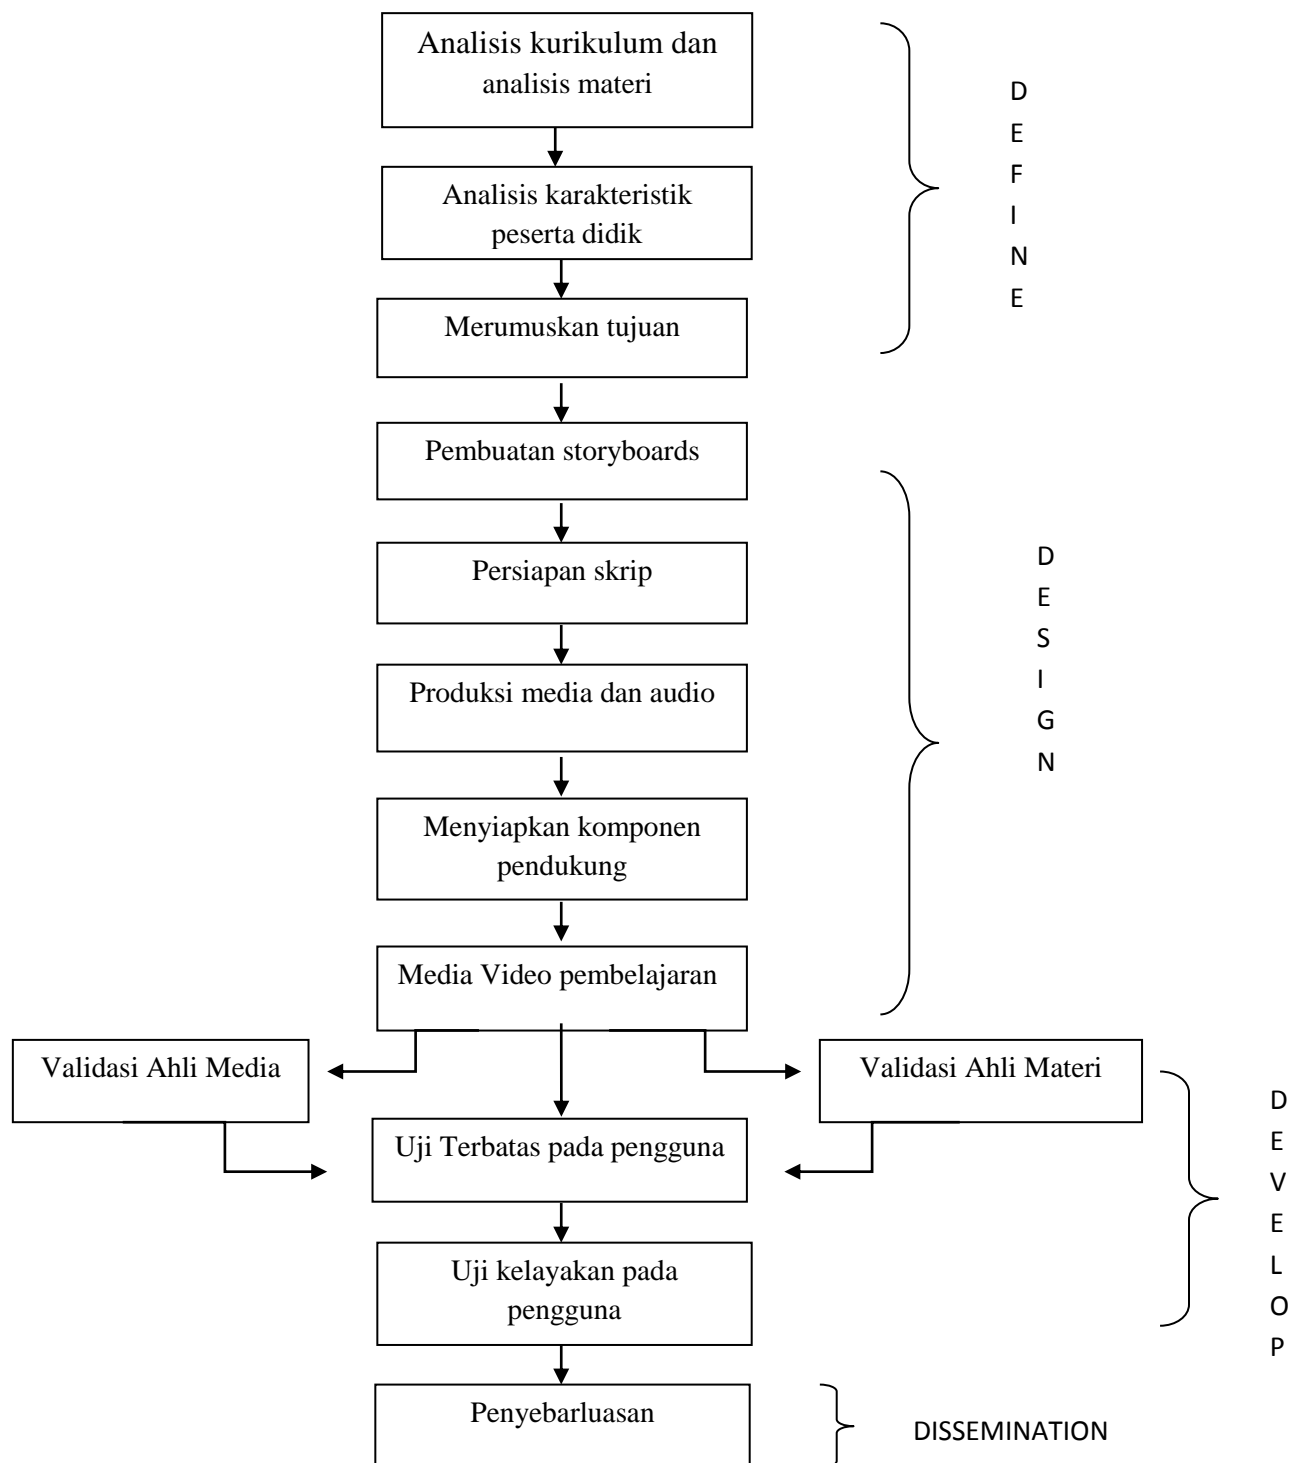 Analisis kurikulum dan
analisis materi
Analisis karakteristik
peserta didik
Merumuskan tujuan
D
E
F
I
N
E
Pembuatan storyboards
Persiapan skrip
Produksi media dan audio
Menyiapkan komponen
pendukung
Media Video pembelajaran
D
E
S
I
G
N
Validasi Ahli Media
Validasi Ahli Materi
Uji Terbatas pada pengguna
Uji kelayakan pada
pengguna
D
E
V
E
L
O
P
Penyebarluasan
DISSEMINATION